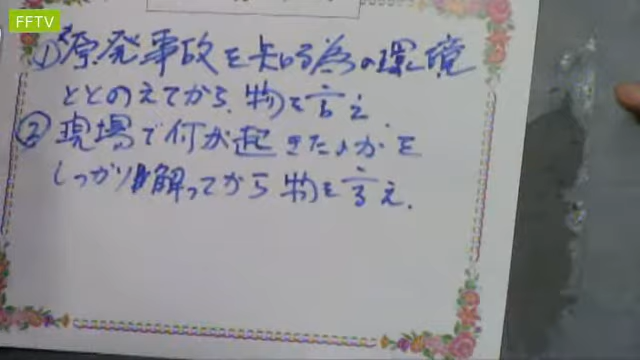 FFTV
①原発事故を知る為の環境
ととのえてから、物を言え
②現場で何が起きたのかを
しっかり解ってから物を言え.